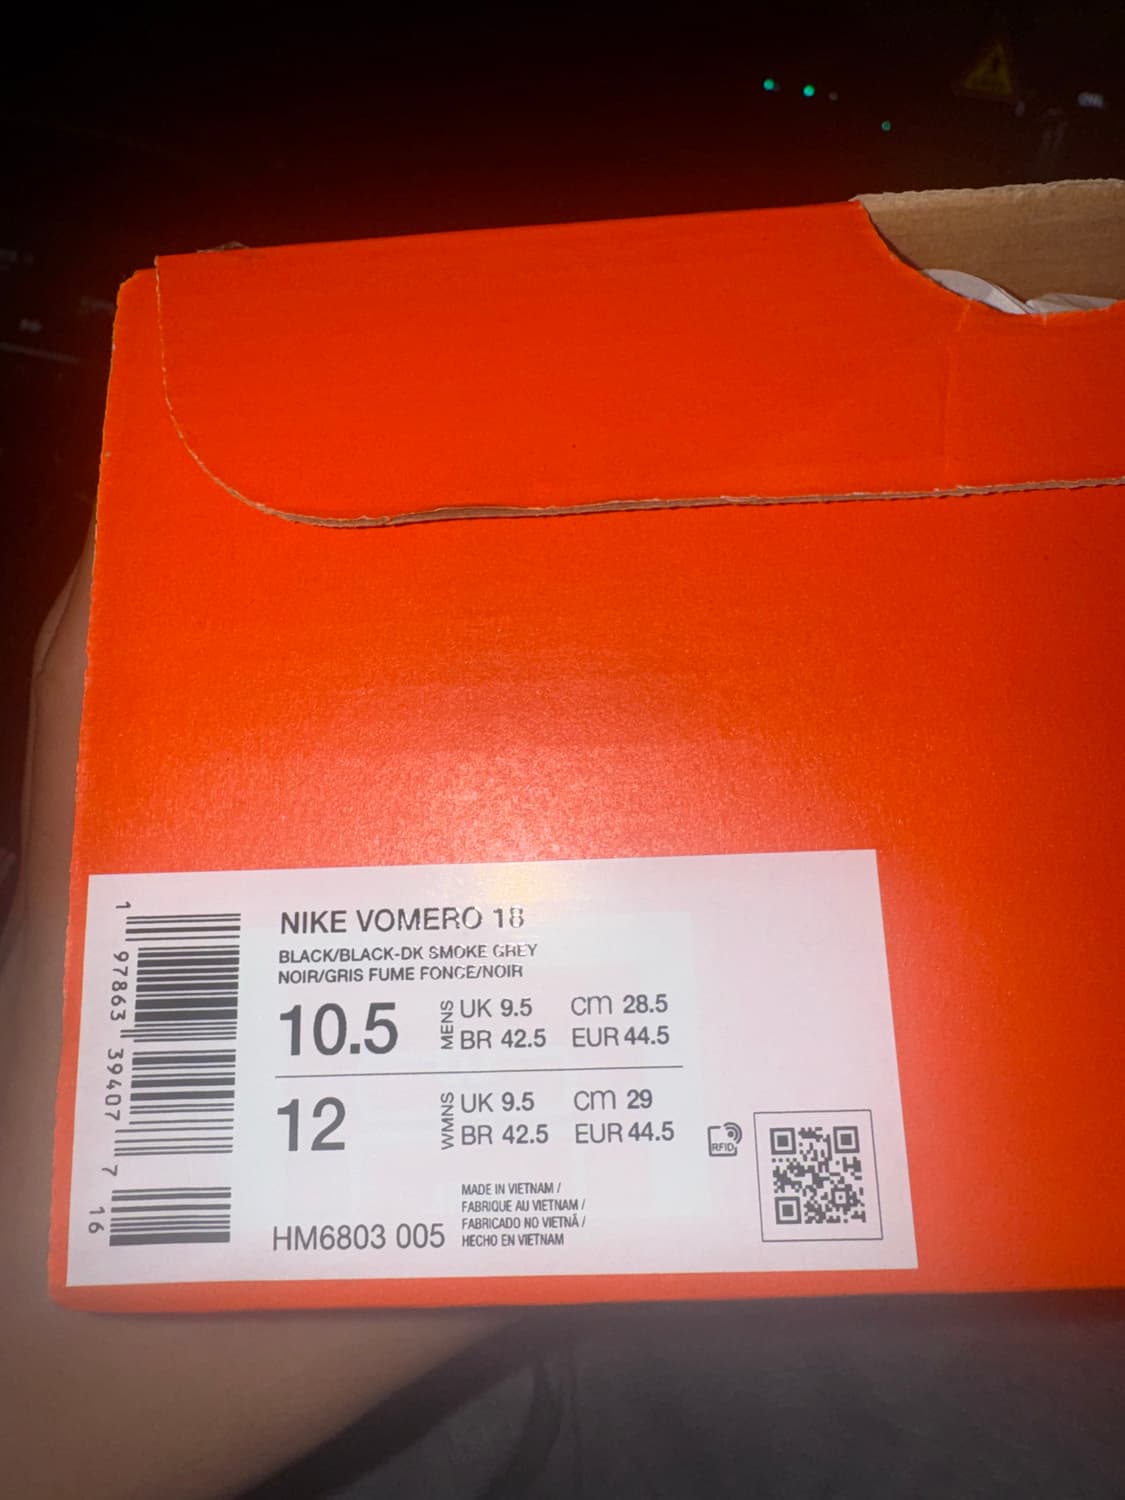 NIKE VOMERO 18
BLACK/BLACK-DK SMOKE GREY
NOIR/GRIS FUME FONCE/NOIR
10.5 MENS UK 9.5 cm 28.5
BR 42.5 EUR 44.5
12 WMNS UK 9.5 cm 29
BR 42.5 EUR 44.5
RFID
MADE IN VIETNAM /
FABRIQUE AU VIETNAM /
FABRICADO NO VIETNÃ /
HECHO EN VIETNAM
HM6803 005
1 97863 39407 7 16